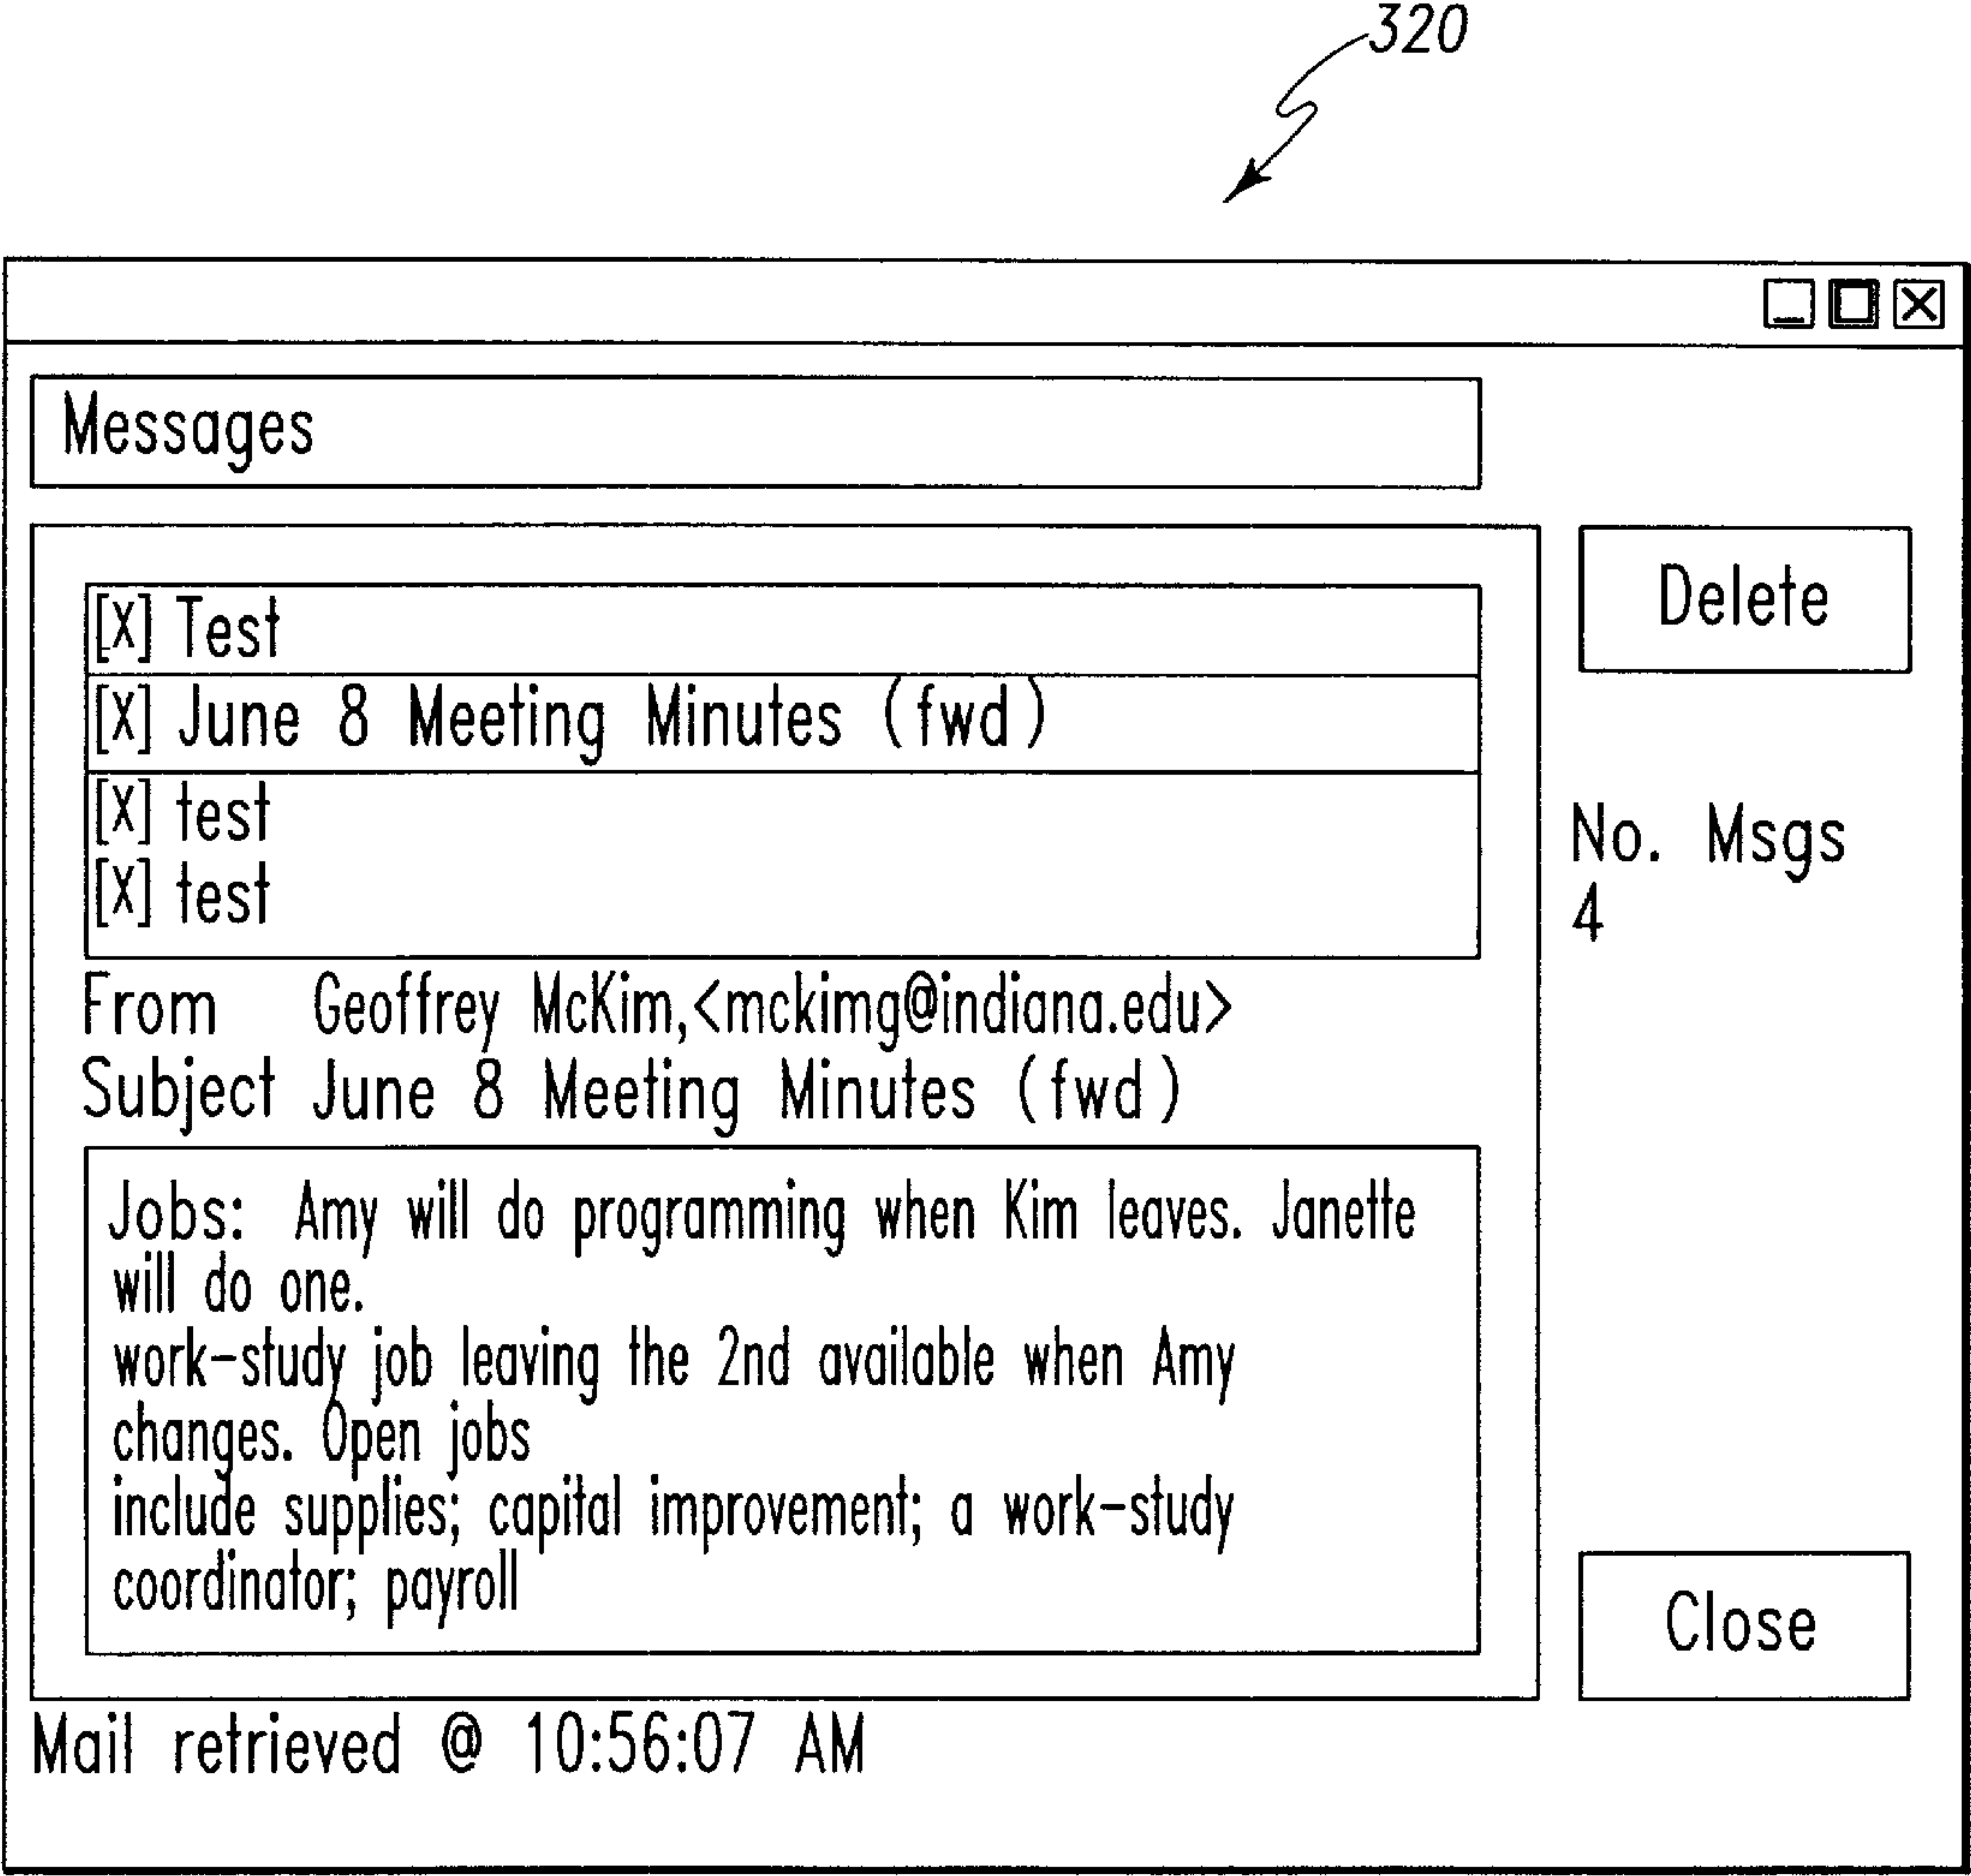 320
Messages
[X] Test
[X] June 8 Meeting Minutes (fwd)
[X] test
[X] test
Delete
No. Msgs
4
From Geoffrey McKim,<mckimg@indiana.edu>
Subject June 8 Meeting Minutes (fwd)
Jobs: Amy will do programming when Kim leaves. Janette
will do one.
work-study job leaving the 2nd available when Amy
changes. Open jobs
include supplies; capital improvement; a work-study
coordinator; payroll
Close
Mail retrieved @ 10:56:07 AM